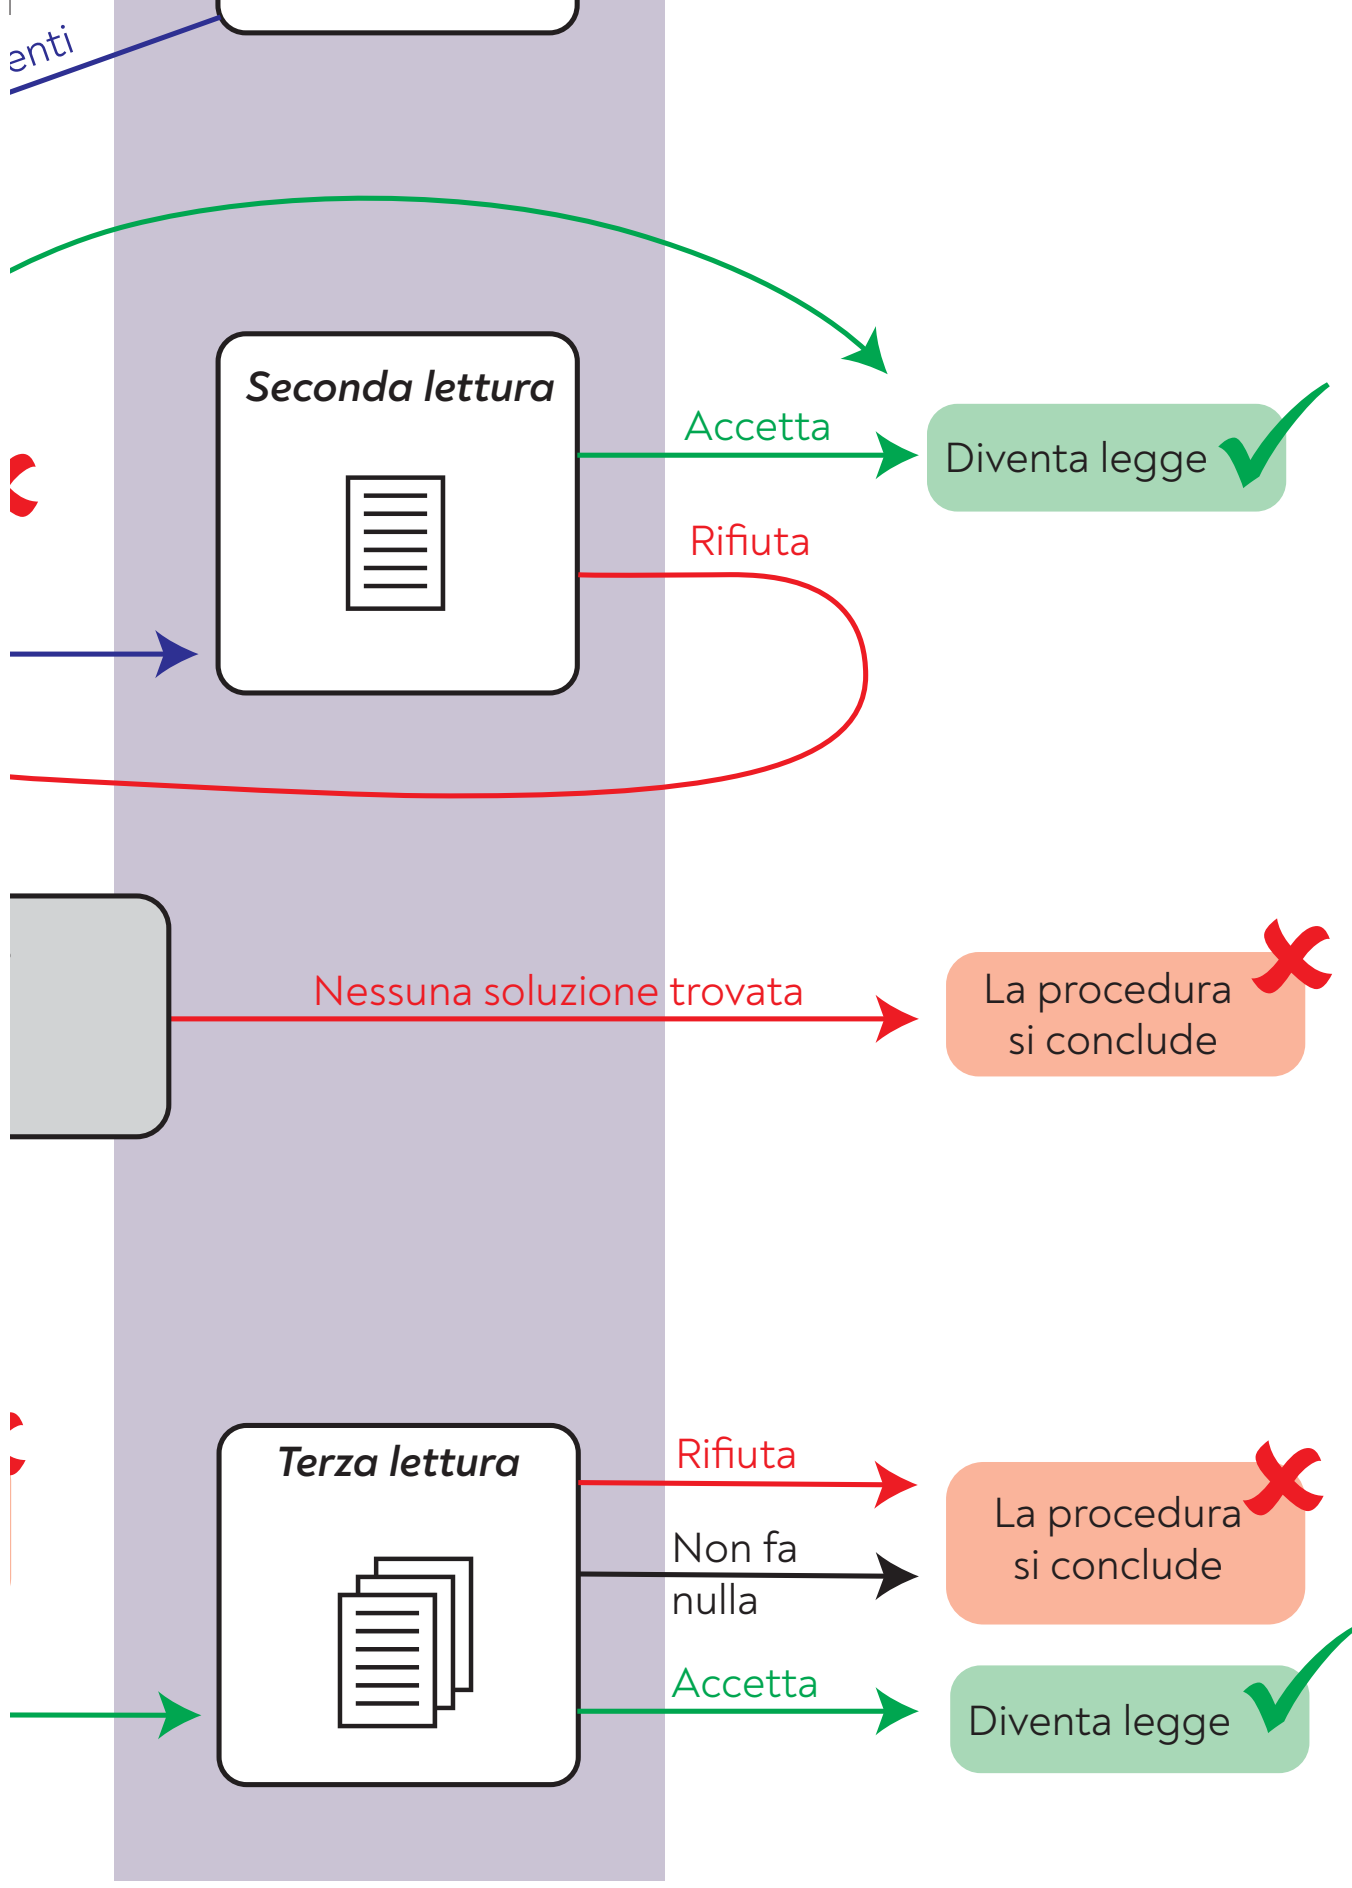 enti
Seconda lettura
Accetta
Diventa legge
Rifiuta
Nessuna soluzione trovata
La procedura
si conclude
Terza lettura
Rifiuta
La procedura
si conclude
Non fa
nulla
Accetta
Diventa legge